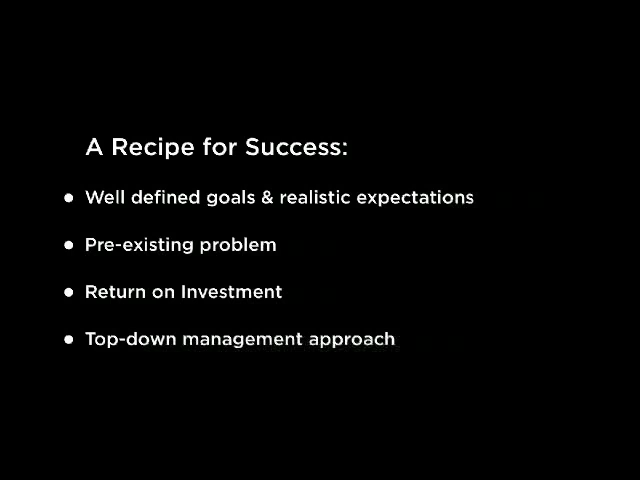 A Recipe for Success:
● Well defined goals & realistic expectations
● Pre-existing problem
● Return on Investment
● Top-down management approach